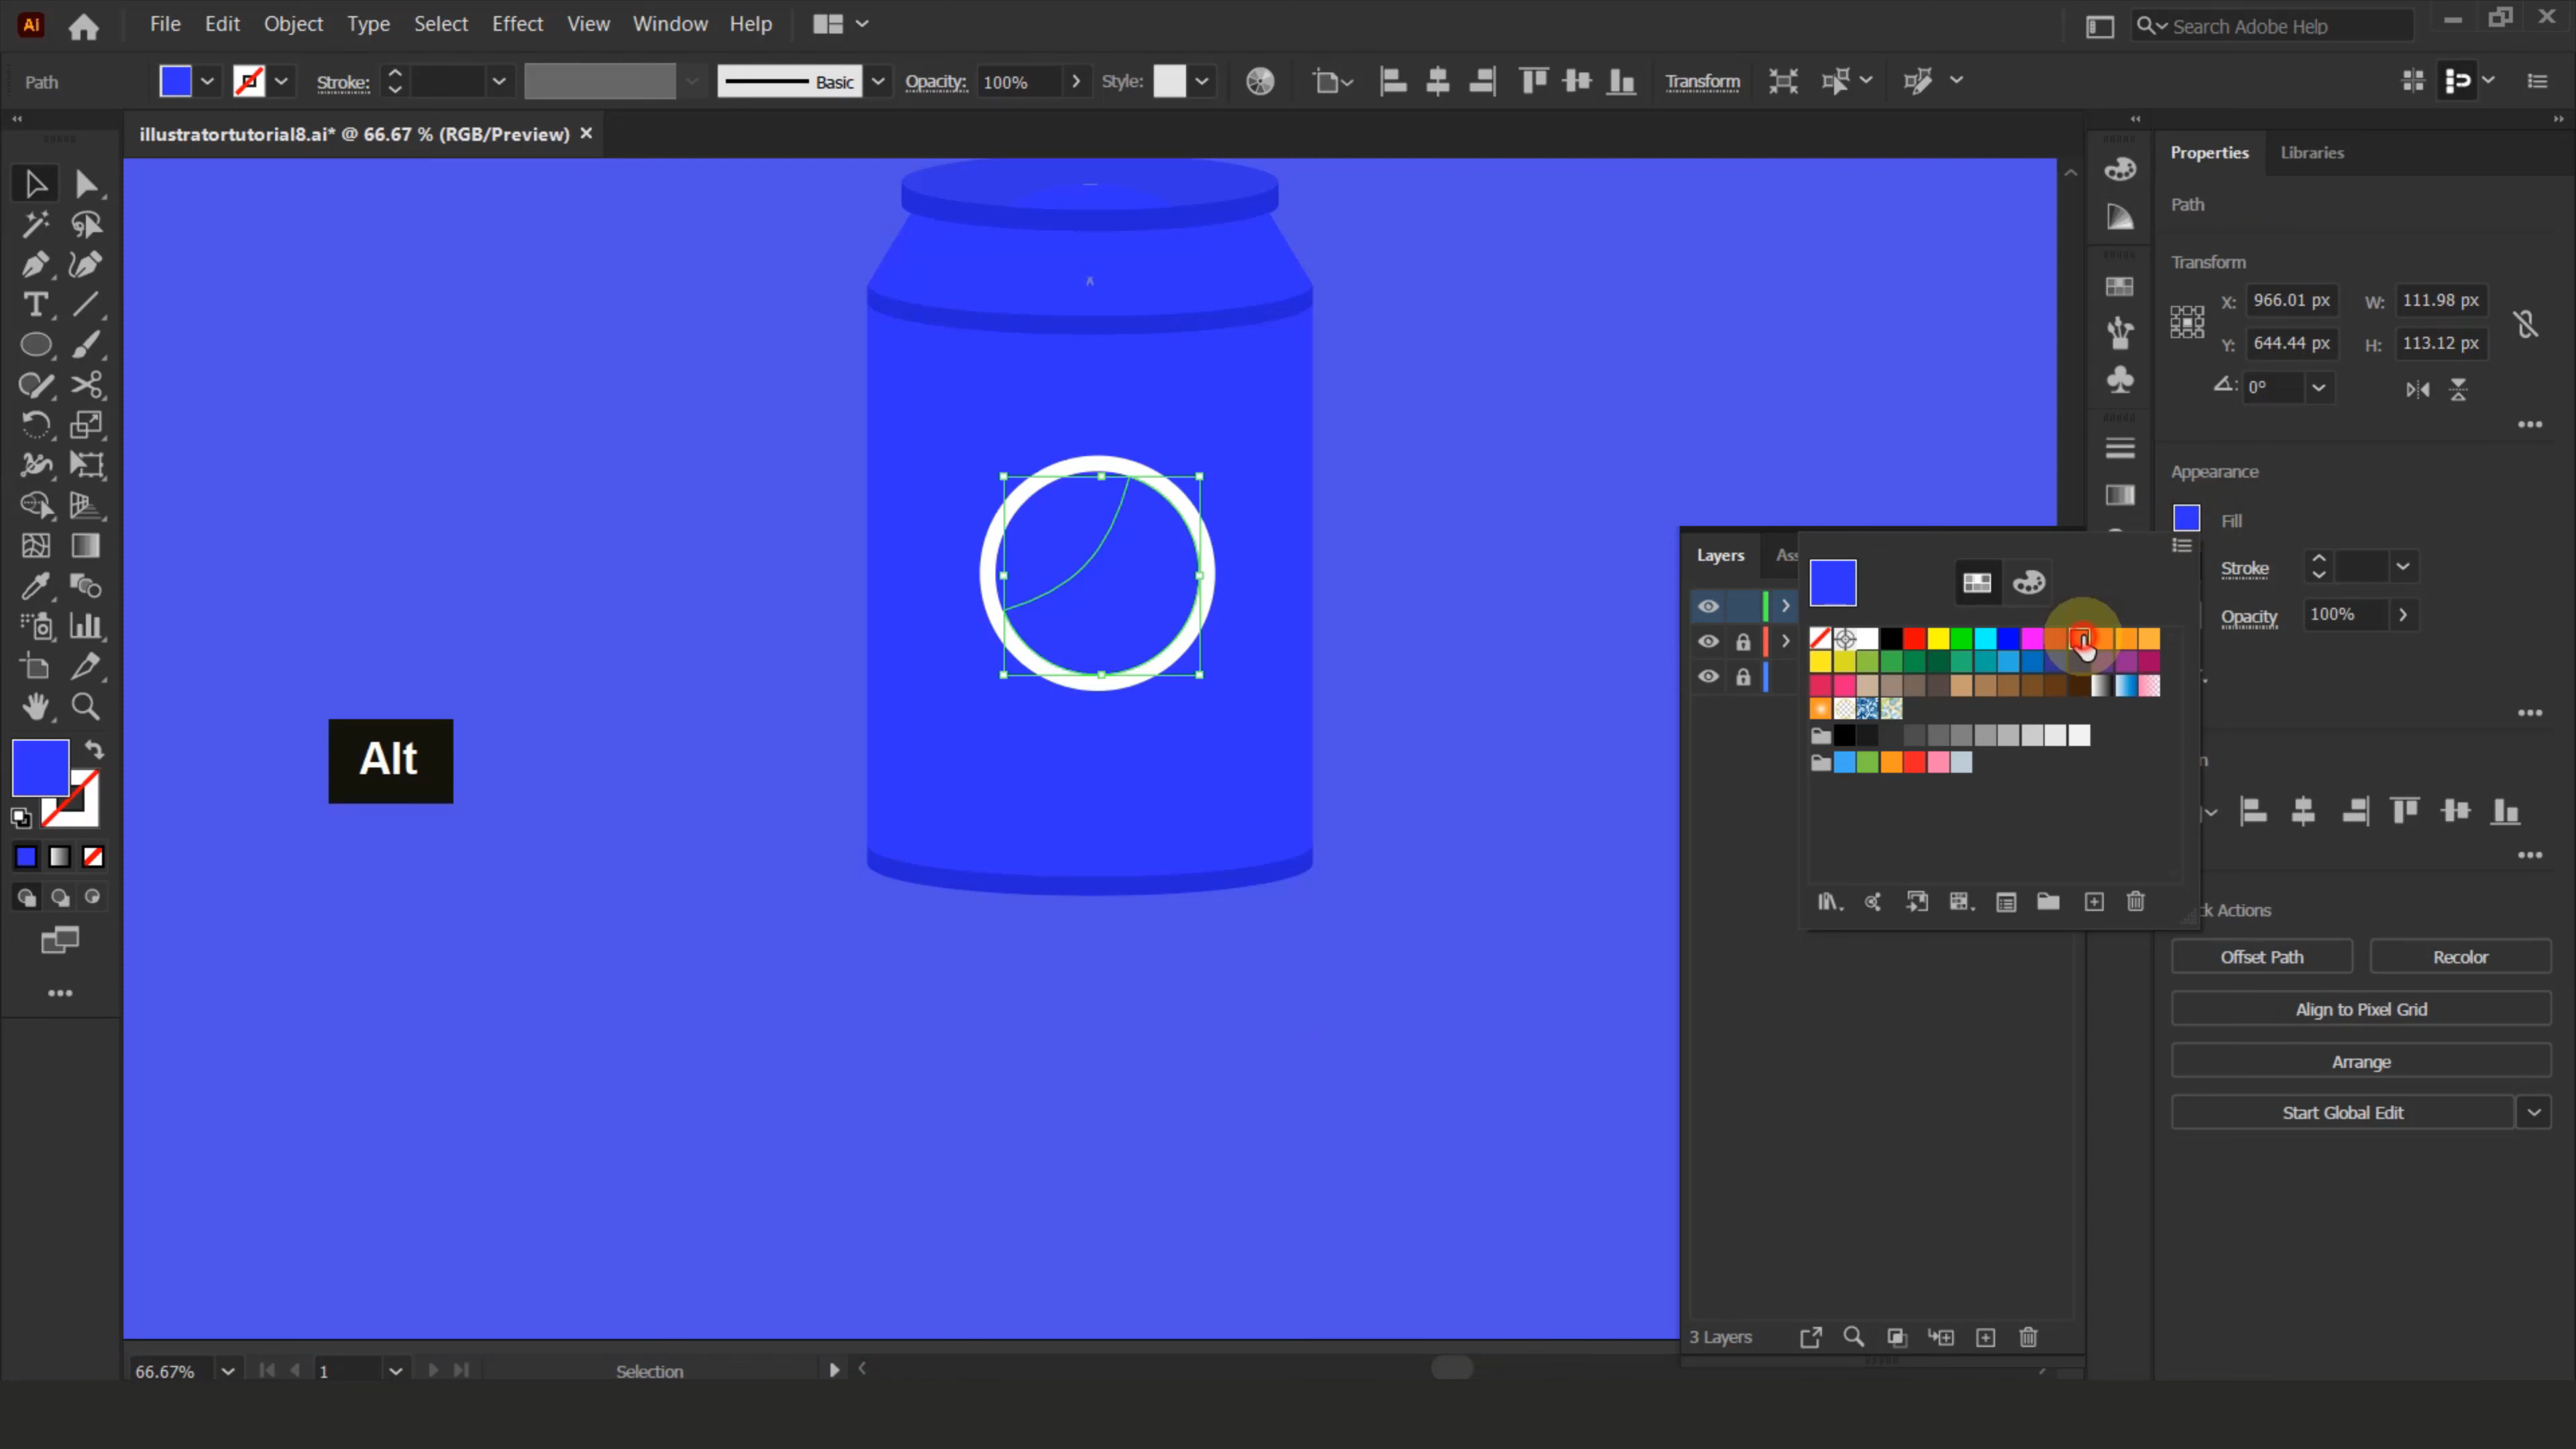 Ai File Edit Object Type Select Effect View Window Help Search Adobe Help
Path Stroke: Basic Opacity: 100% Style: Transform
illustratortutorial8.ai* @ 66.67 % (RGB/Preview) ×
Properties Libraries
Path
Transform
X: 966.01 px W: 111.98 px
Y: 644.44 px H: 113.12 px
0°
Appearance
Fill
Stroke
Opacity 100%
Layers Ass
Alt
k Actions
Offset Path Recolor
Align to Pixel Grid
Arrange
Start Global Edit
3 Layers
66.67% 1 Selection